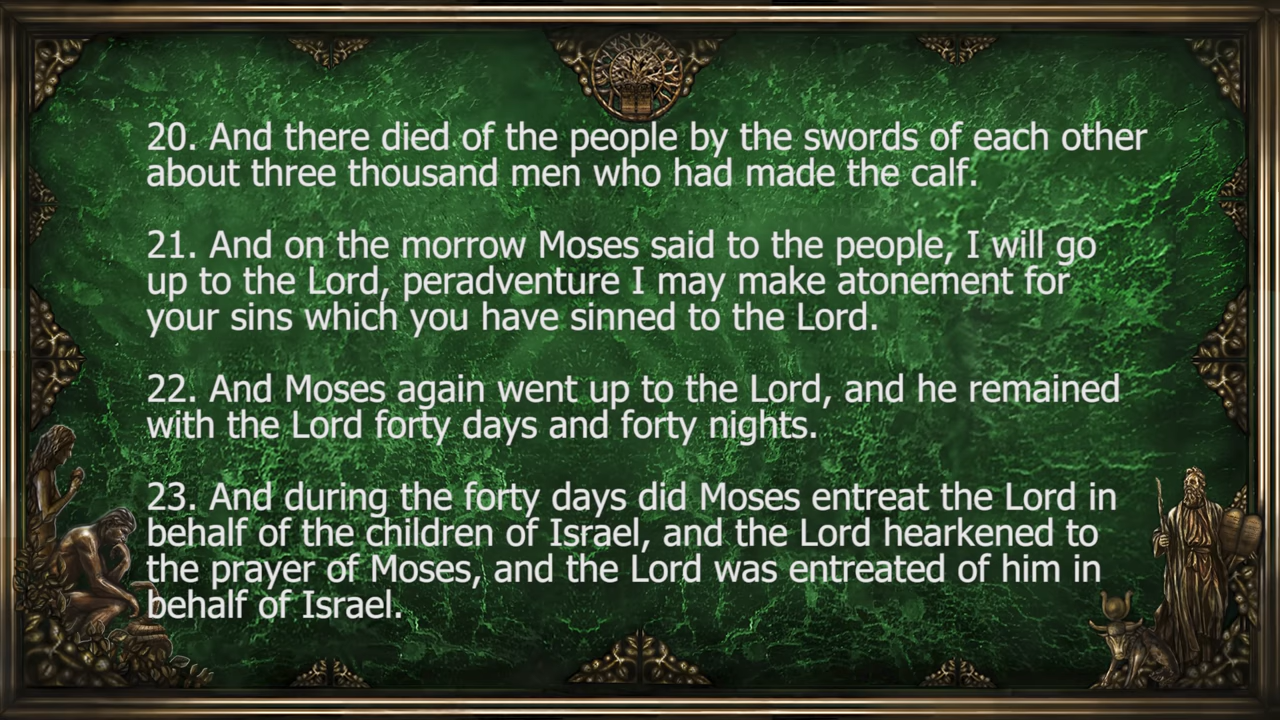 20. And there died of the people by the swords of each other
about three thousand men who had made the calf.
21. And on the morrow Moses said to the people, I will go
up to the Lord, peradventure I may make atonement for
your sins which you have sinned to the Lord.
22. And Moses again went up to the Lord, and he remained
with the Lord forty days and forty nights.
23. And during the forty days did Moses entreat the Lord in
behalf of the children of Israel, and the Lord hearkened to
the prayer of Moses, and the Lord was entreated of him in
behalf of Israel.